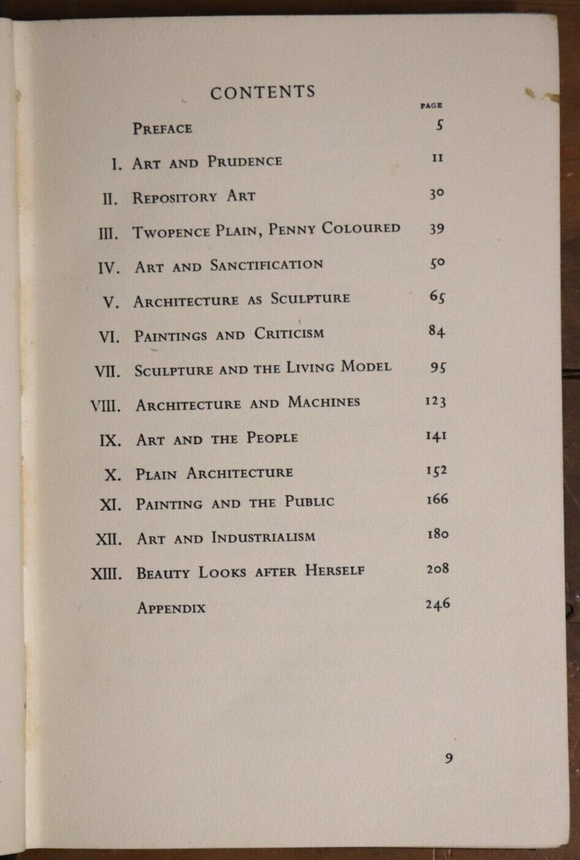 CONTENTS
PAGE
PREFACE 5
I. ART AND PRUDENCE 11
II. REPOSITORY ART 30
III. TWOPENCE PLAIN, PENNY COLOURED 39
IV. ART AND SANCTIFICATION 50
V. ARCHITECTURE AS SCULPTURE 65
VI. PAINTINGS AND CRITICISM 84
VII. SCULPTURE AND THE LIVING MODEL 95
VIII. ARCHITECTURE AND MACHINES 123
IX. ART AND THE PEOPLE 141
X. PLAIN ARCHITECTURE 152
XI. PAINTING AND THE PUBLIC 166
XII. ART AND INDUSTRIALISM 180
XIII. BEAUTY LOOKS AFTER HERSELF 208
APPENDIX 246
9